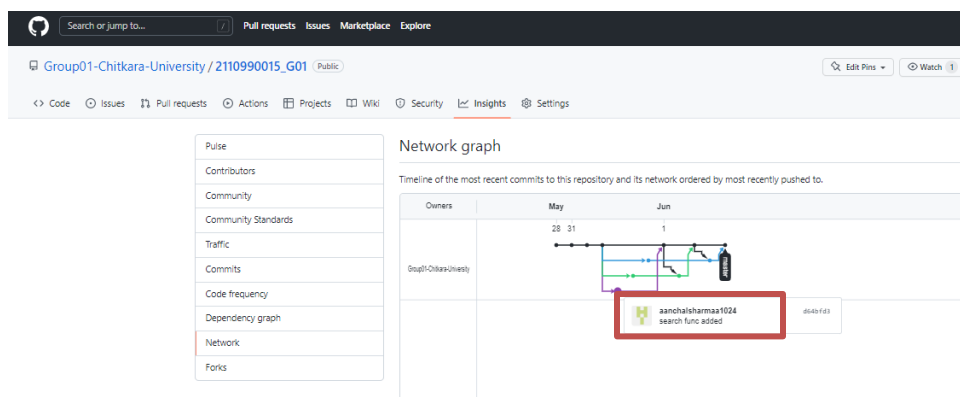 Search or jump to... / Pull requests Issues Marketplace Explore
Group01-Chitkara-University / 2110990015_G01 Public
Edit Pins Watch 1
Code Issues Pull requests Actions Projects Wiki Security Insights Settings
Pulse
Contributors
Community
Community Standards
Traffic
Commits
Code frequency
Dependency graph
Network
Forks
Network graph
Timeline of the most recent commits to this repository and its network ordered by most recently pushed to.
Owners May Jun
28 31 1
Group01-Chitkara-University
master
aanchalsharmaa1024 d64bfd3
search func added